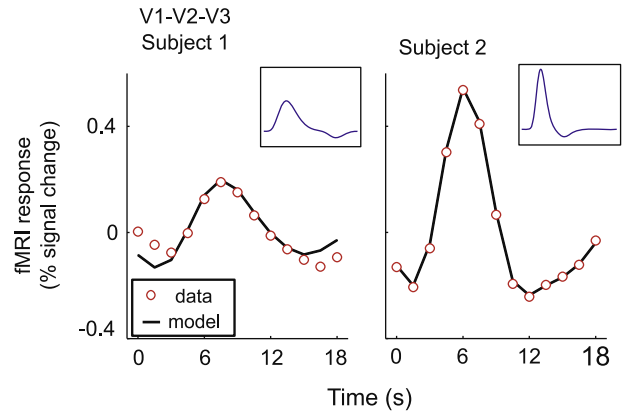 V1-V2-V3
Subject 1
Subject 2
fMRI response
(% signal change)
0.4
0
-0.4
data
model
0 6 12 18
0 6 12 18
Time (s)